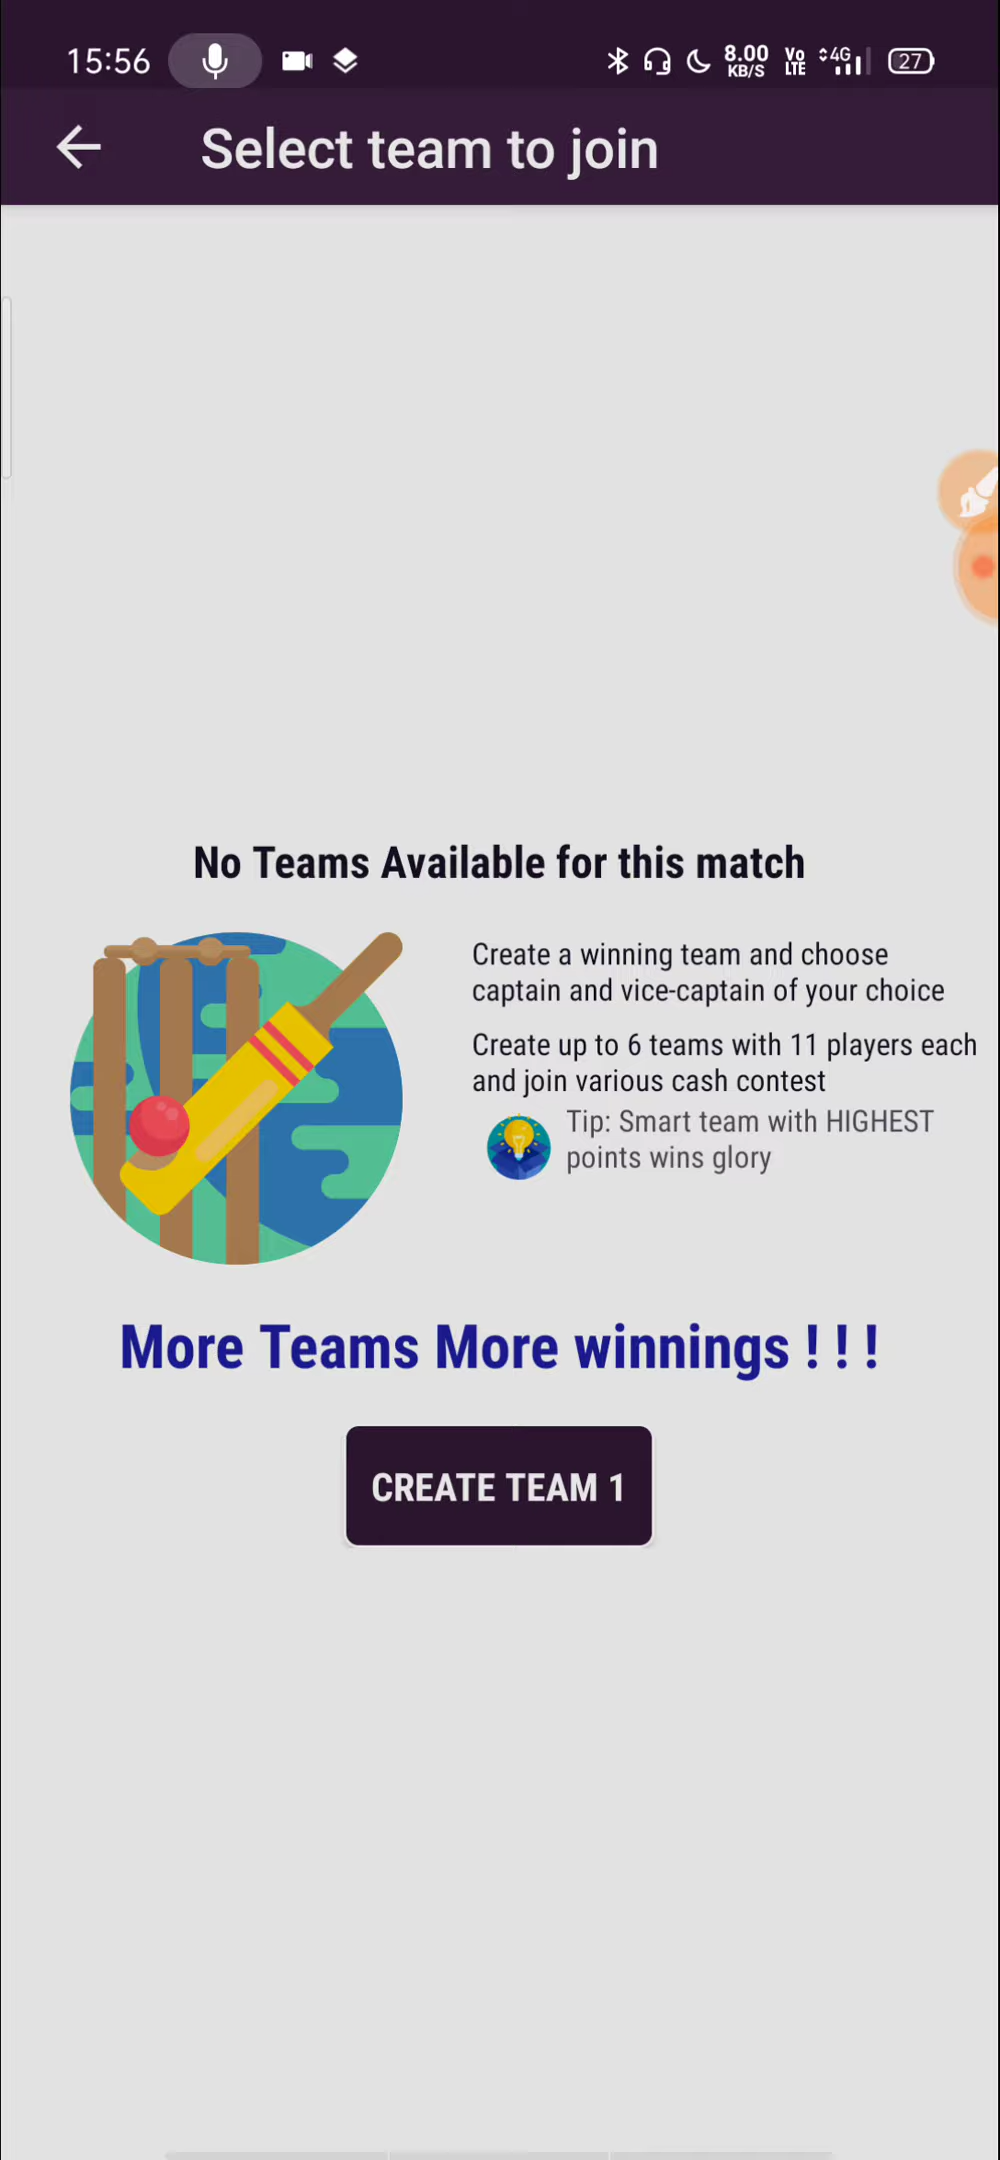 15:56 8.00 KB/S Vo LTE 4G 27
Select team to join
No Teams Available for this match
Create a winning team and choose
captain and vice-captain of your choice
Create up to 6 teams with 11 players each
and join various cash contest
Tip: Smart team with HIGHEST
points wins glory
More Teams More winnings ! ! !
CREATE TEAM 1